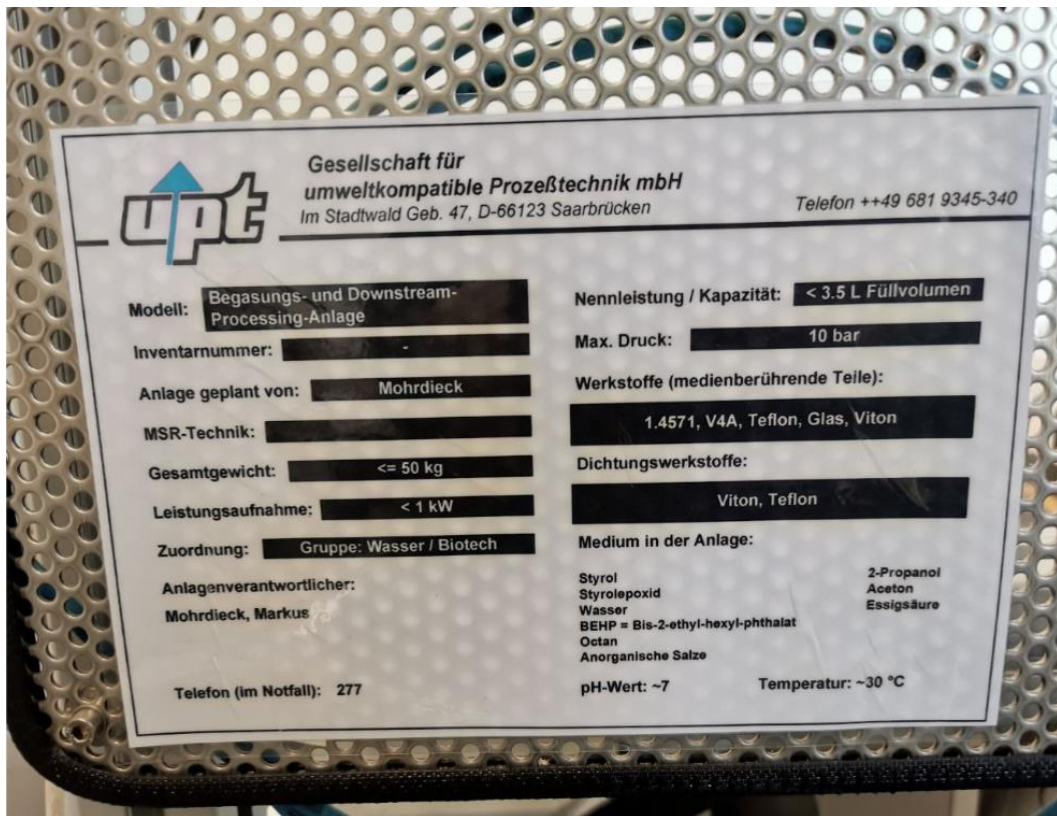 upt
Gesellschaft für
umweltkompatible Prozeßtechnik mbH
Im Stadtwald Geb. 47, D-66123 Saarbrücken
Telefon ++49 681 9345-340
Modell: Begasungs- und Downstream-
Processing-Anlage
Inventarnummer: -
Anlage geplant von: Mohrdieck
MSR-Technik:
Gesamtgewicht: <= 50 kg
Leistungsaufnahme: < 1 kW
Zuordnung: Gruppe: Wasser / Biotech
Anlagenverantwortlicher:
Mohrdieck, Markus
Telefon (im Notfall): 277
Nennleistung / Kapazität: < 3.5 L Füllvolumen
Max. Druck: 10 bar
Werkstoffe (medienberührende Teile):
1.4571, V4A, Teflon, Glas, Viton
Dichtungswerkstoffe:
Viton, Teflon
Medium in der Anlage:
Styrol
Styrolepoxid
Wasser
BEHP = Bis-2-ethyl-hexyl-phthalat
Octan
Anorganische Salze
2-Propanol
Aceton
Essigsäure
pH-Wert: ~7 Temperatur: ~30 °C